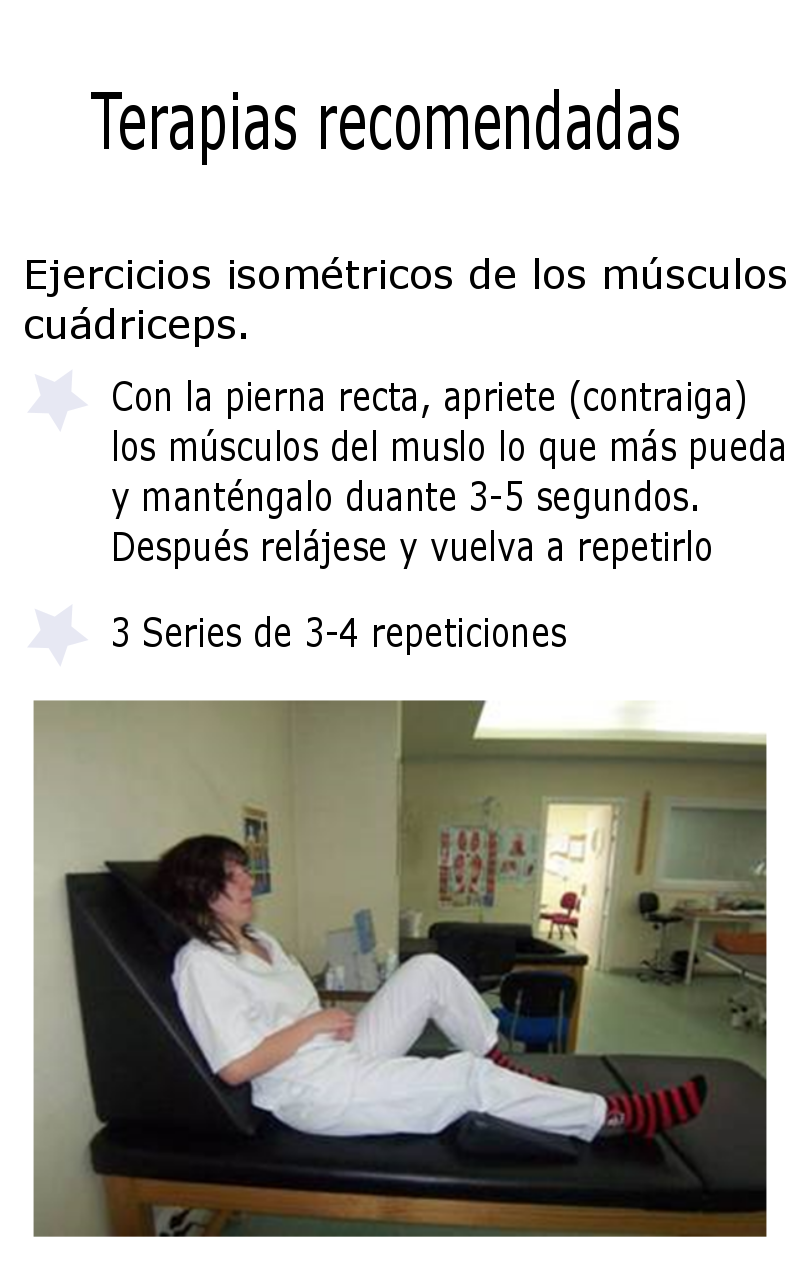 Terapias recomendadas
Ejercicios isométricos de los músculos
cuádriceps.
Con la pierna recta, apriete (contraiga)
los músculos del muslo lo que más pueda
y manténgalo duante 3-5 segundos.
Después relájese y vuelva a repetirlo
3 Series de 3-4 repeticiones